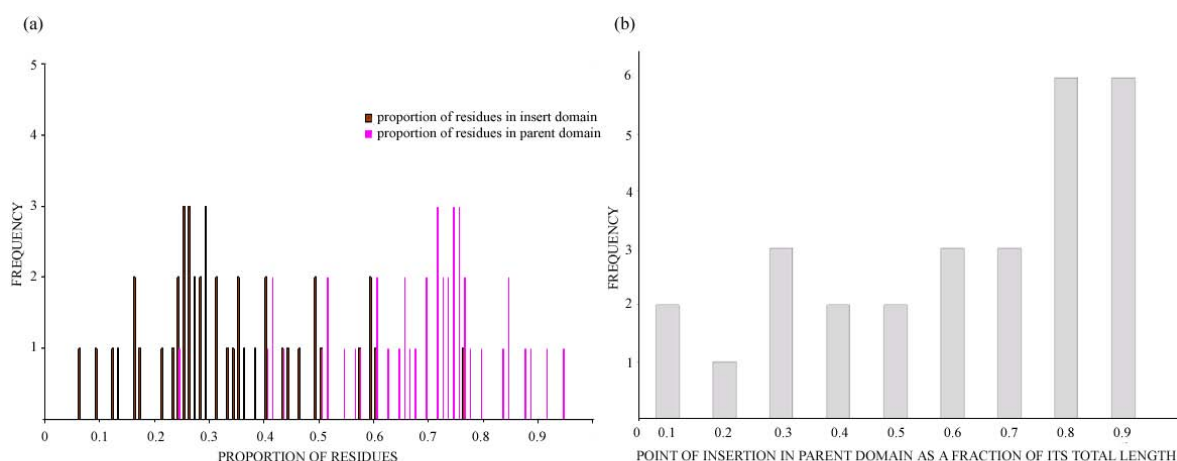 (a)
5
4
3
2
1
FREQUENCY
proportion of residues in insert domain
proportion of residues in parent domain
0 0.1 0.2 0.3 0.4 0.5 0.6 0.7 0.8 0.9
PROPORTION OF RESIDUES
(b)
6
5
4
3
2
1
FREQUENCY
0 0.1 0.2 0.3 0.4 0.5 0.6 0.7 0.8 0.9
POINT OF INSERTION IN PARENT DOMAIN AS A FRACTION OF ITS TOTAL LENGTH